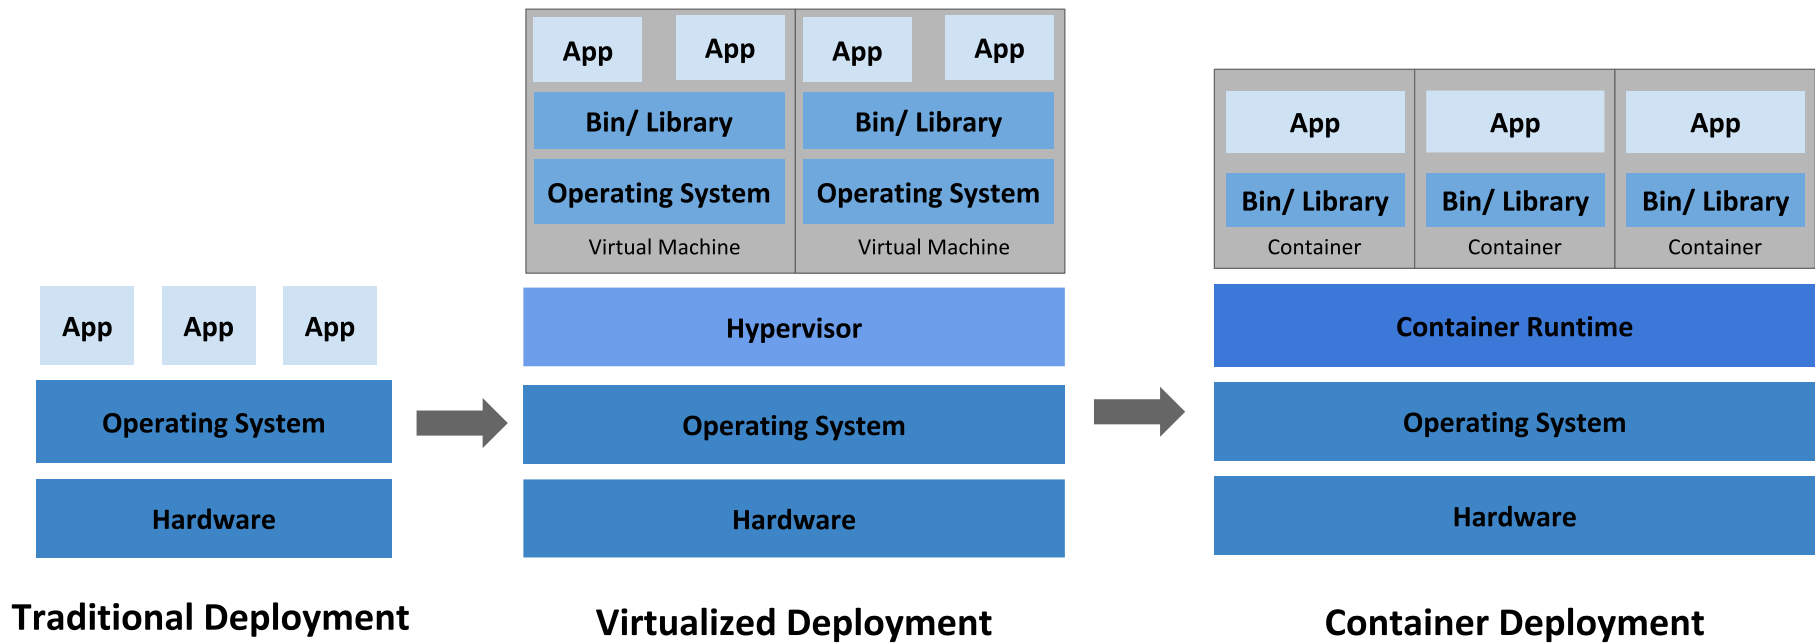 App
App
App
Operating System
Hardware
Traditional Deployment
App
App
Bin/ Library
Operating System
Virtual Machine
App
App
Bin/ Library
Operating System
Virtual Machine
Hypervisor
Operating System
Hardware
Virtualized Deployment
App
Bin/ Library
Container
App
Bin/ Library
Container
App
Bin/ Library
Container
Container Runtime
Operating System
Hardware
Container Deployment